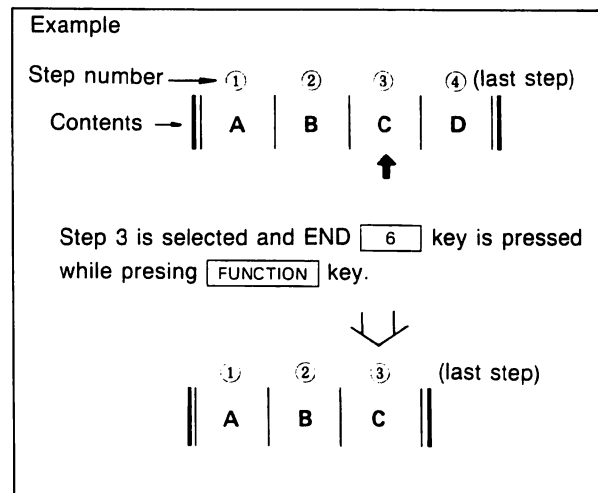 Example
Step number ① ② ③ ④ (last step)
Contents A B C D
Step 3 is selected and END 6 key is pressed
while presing FUNCTION key.
① ② ③ (last step)
A B C